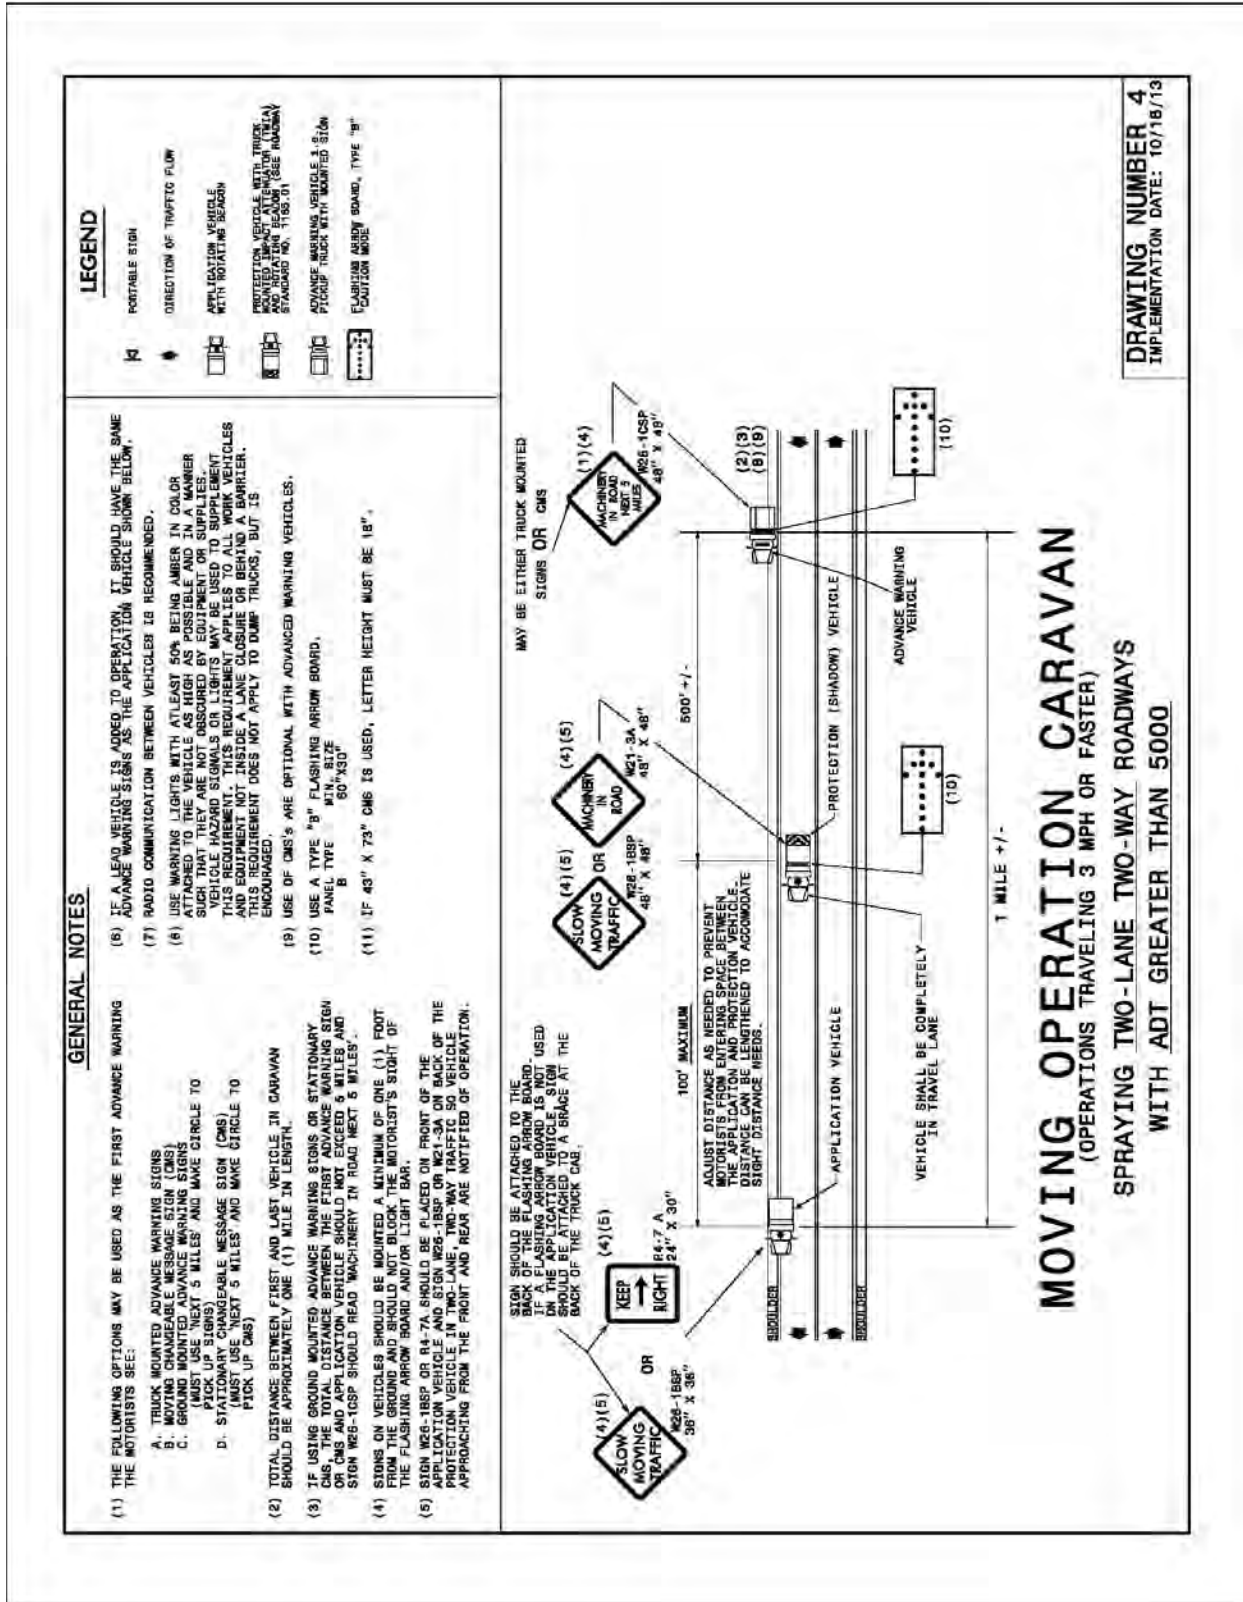 GENERAL NOTES
(1) THE FOLLOWING OPTIONS MAY BE USED AS THE FIRST ADVANCE WARNING
THE MOTORISTS SEE:
A. TRUCK MOUNTED ADVANCE WARNING SIGNS
B. MOVING CHANGEABLE MESSAGE SIGN (CMS)
C. GROUND MOUNTED ADVANCE WARNING SIGNS
(MUST USE 'NEXT 5 MILES' AND MAKE CIRCLE TO
PICK UP SIGNS)
D. STATIONARY CHANGEABLE MESSAGE SIGN (CMS)
(MUST USE 'NEXT 5 MILES' AND MAKE CIRCLE TO
PICK UP CMS)
(2) TOTAL DISTANCE BETWEEN FIRST AND LAST VEHICLE IN CARAVAN
SHOULD BE APPROXIMATELY ONE (1) MILE IN LENGTH.
(3) IF USING GROUND MOUNTED ADVANCE WARNING SIGNS OR STATIONARY
CMS, THE TOTAL DISTANCE BETWEEN THE FIRST ADVANCE WARNING SIGN
OR CMS AND APPLICATION VEHICLE SHOULD NOT EXCEED 5 MILES AND
SIGN W26-1CSP SHOULD READ 'MACHINERY IN ROAD NEXT 5 MILES'.
(4) SIGNS ON VEHICLES SHOULD BE MOUNTED A MINIMUM OF ONE (1) FOOT
FROM THE GROUND AND SHOULD NOT BLOCK THE MOTORIST'S SIGHT OF
THE FLASHING ARROW BOARD AND/OR LIGHT BAR.
(5) SIGN W26-1BSP OR R4-7A SHOULD BE PLACED ON FRONT OF THE
APPLICATION VEHICLE AND SIGN W26-1BSP OR W21-3A ON BACK OF THE
PROTECTION VEHICLE IN TWO-LANE, TWO-WAY TRAFFIC SO VEHICLE
APPROACHING FROM THE FRONT AND REAR ARE NOTIFIED OF OPERATION.
(6) IF A LEAD VEHICLE IS ADDED TO OPERATION, IT SHOULD HAVE THE SAME
ADVANCE WARNING SIGNS AS THE APPLICATION VEHICLE SHOWN BELOW.
(7) RADIO COMMUNICATION BETWEEN VEHICLES IS RECOMMENDED.
(8) USE WARNING LIGHTS WITH ATLEAST 50% BEING AMBER IN COLOR
ATTACHED TO THE VEHICLE AS HIGH AS POSSIBLE AND IN A MANNER
SUCH THAT THEY ARE NOT OBSCURED BY EQUIPMENT OR SUPPLIES.
VEHICLE HAZARD SIGNALS OR LIGHTS MAY BE USED TO SUPPLEMENT
THIS REQUIREMENT. THIS REQUIREMENT APPLIES TO ALL WORK VEHICLES
AND EQUIPMENT NOT INSIDE A LANE CLOSURE OR BEHIND A BARRIER.
THIS REQUIREMENT DOES NOT APPLY TO DUMP TRUCKS, BUT IS
ENCOURAGED.
(9) USE OF CMS's ARE OPTIONAL WITH ADVANCED WARNING VEHICLES.
(10) USE A TYPE "B" FLASHING ARROW BOARD.
PANEL TYPE MIN. SIZE
B 60"X30"
(11) IF 43" X 73" CMS IS USED, LETTER HEIGHT MUST BE 18".
LEGEND
PORTABLE SIGN
DIRECTION OF TRAFFIC FLOW
APPLICATION VEHICLE
WITH ROTATING BEACON
PROTECTION VEHICLE WITH TRUCK
MOUNTED IMPACT ATTENUATOR (TMIA)
AND ROTATING BEACON (SEE ROADWAY
STANDARD NO. 1165.01
ADVANCE WARNING VEHICLE
PICKUP TRUCK WITH MOUNTED SIGN
FLASHING ARROW BOARD, TYPE "B"
"CAUTION MODE"
SIGN SHOULD BE ATTACHED TO THE
BACK OF THE FLASHING ARROW BOARD.
IF A FLASHING ARROW BOARD IS NOT USED
ON THE APPLICATION VEHICLE, SIGN
SHOULD BE ATTACHED TO A BRACE AT THE
BACK OF THE TRUCK CAB.
(4)(5)
SLOW
MOVING
TRAFFIC
W26-1BSP
36" X 36"
OR
(4)(5)
KEEP
RIGHT
R4-7 A
24" X 30"
(4)(5)
SLOW
MOVING
TRAFFIC
W26-1BSP
48" X 48"
OR
(4)(5)
MACHINERY
IN
ROAD
W21-3A
48" X 48"
MAY BE EITHER TRUCK MOUNTED
SIGNS OR CMS
(1)(4)
MACHINERY
IN ROAD
NEXT 5
MILES
W26-1CSP
48" X 48"
100' MAXIMUM
500' +/-
ADJUST DISTANCE AS NEEDED TO PREVENT
MOTORISTS FROM ENTERING SPACE BETWEEN
THE APPLICATION AND PROTECTION VEHICLE.
DISTANCE CAN BE LENGTHENED TO ACCOMODATE
SIGHT DISTANCE NEEDS.
(2)(3)
(8)(9)
SHOULDER
SHOULDER
APPLICATION VEHICLE
PROTECTION (SHADOW) VEHICLE
ADVANCE WARNING
VEHICLE
VEHICLE SHALL BE COMPLETELY
IN TRAVEL LANE
(10)
(10)
1 MILE +/-
MOVING OPERATION CARAVAN
(OPERATIONS TRAVELING 3 MPH OR FASTER)
SPRAYING TWO-LANE TWO-WAY ROADWAYS
WITH ADT GREATER THAN 5000
DRAWING NUMBER 4
IMPLEMENTATION DATE: 10/16/13